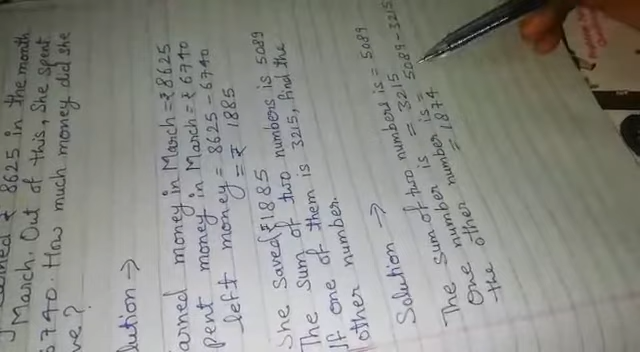 earned ₹ 8625 in the month
March. Out of this, She spent
6740. How much money did she
ve?
lution →
arned money in March = ₹ 8625
pent money in March = ₹ 6740
left money = 8625 - 6740
= ₹ 1885
She saved ₹1885
The sum of two numbers is 5089
If one of them is 3215, find the
other number.
Solution →
The sum of two numbers is = 5089
One number is = 3215
the other number is = 5089 - 3215
= 1874